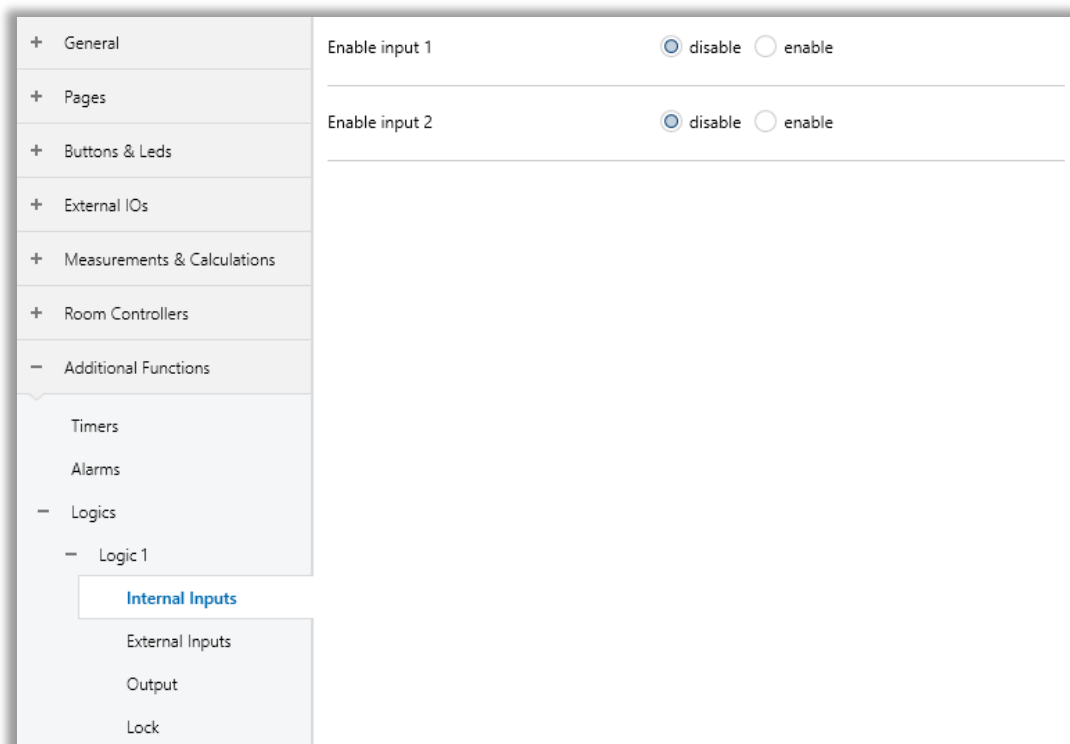 + General
+ Pages
+ Buttons & Leds
+ External IOs
+ Measurements & Calculations
+ Room Controllers
− Additional Functions
Timers
Alarms
− Logics
− Logic 1
Internal Inputs
External Inputs
Output
Lock
Enable input 1 disable enable
Enable input 2 disable enable